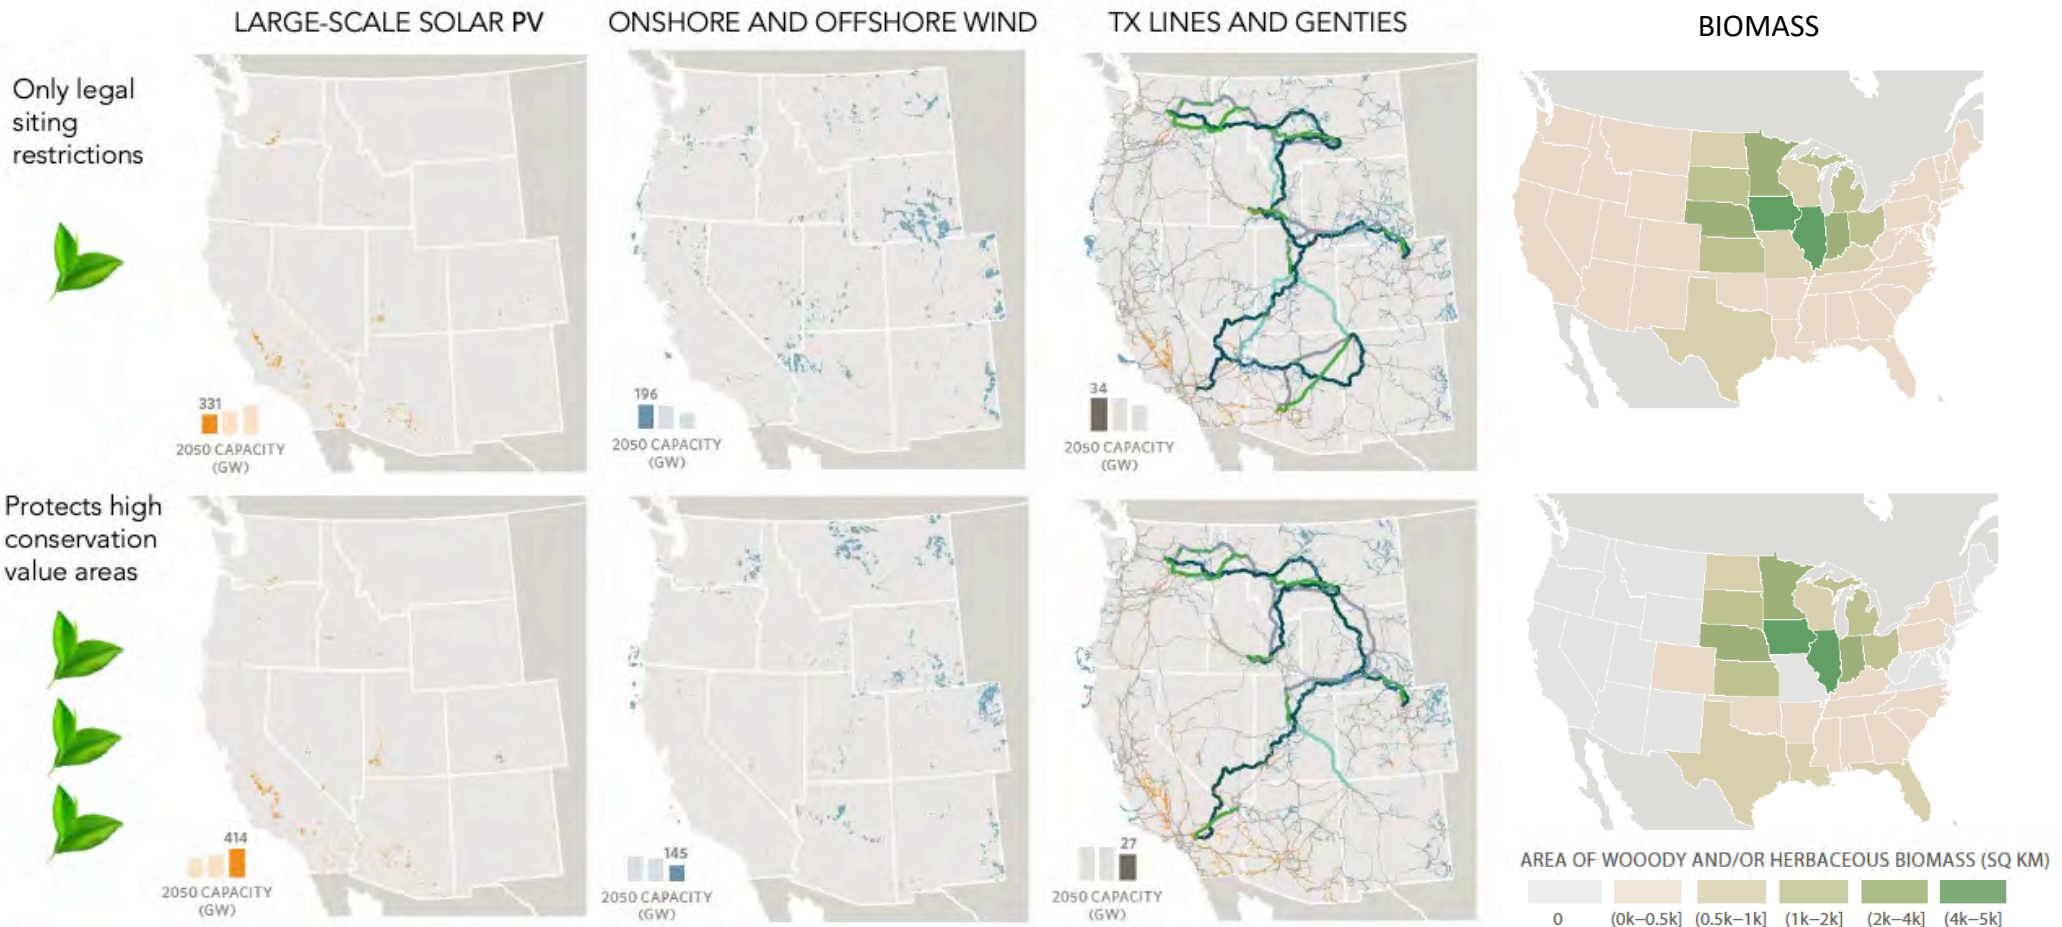 LARGE-SCALE SOLAR PV
ONSHORE AND OFFSHORE WIND
TX LINES AND GENTIES
BIOMASS
Only legal
siting
restrictions
331
2050 CAPACITY
(GW)
196
2050 CAPACITY
(GW)
34
2050 CAPACITY
(GW)
Protects high
conservation
value areas
414
2050 CAPACITY
(GW)
145
2050 CAPACITY
(GW)
27
2050 CAPACITY
(GW)
AREA OF WOOODY AND/OR HERBACEOUS BIOMASS (SQ KM)
0
(0k–0.5k]
(0.5k–1k]
(1k–2k]
(2k–4k]
(4k–5k]